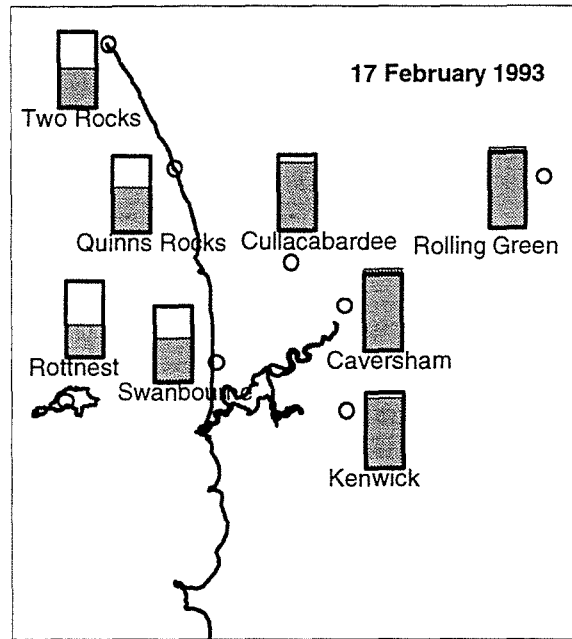 17 February 1993
Two Rocks
Quinns Rocks
Cullacabardee
Rolling Green
Rottnest
Swanbourne
Caversham
Kenwick